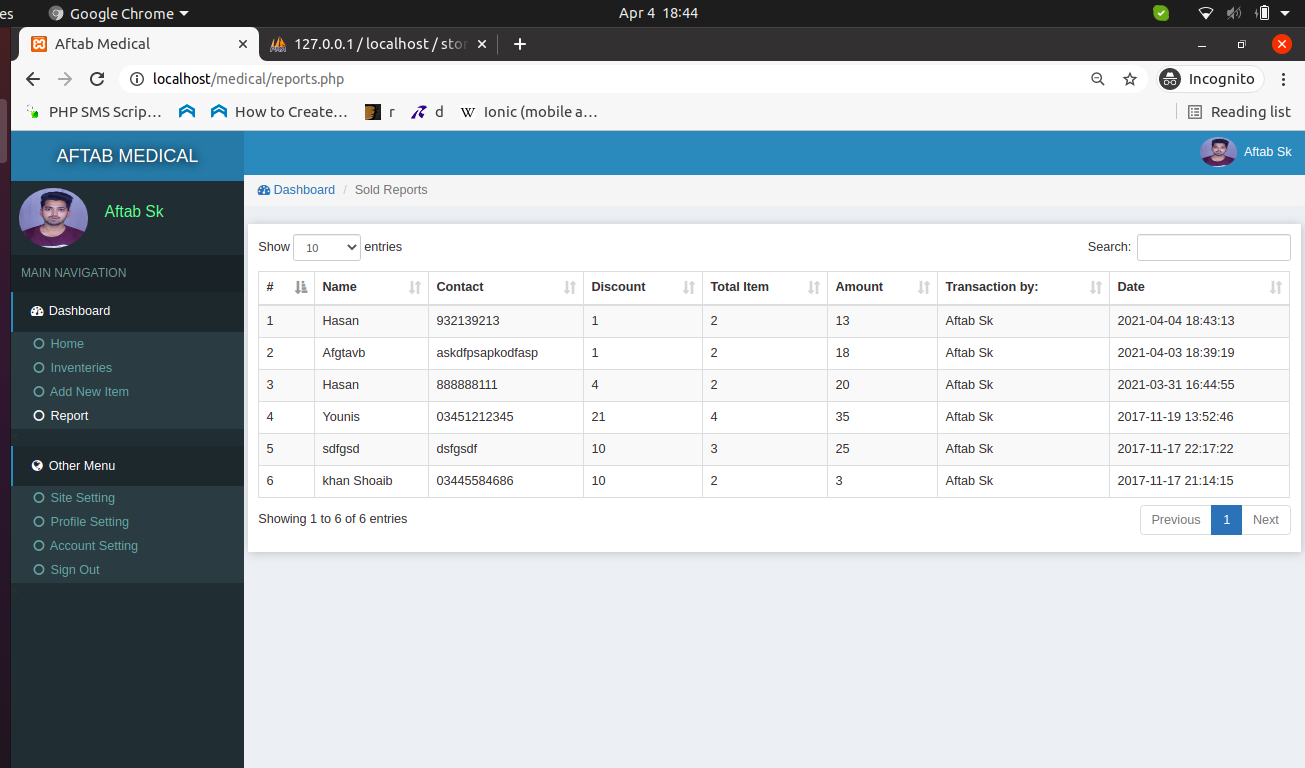 es Google Chrome Apr 4 18:44
Aftab Medical 127.0.0.1 / localhost / stor
localhost/medical/reports.php Incognito
PHP SMS Scrip… How to Create… r d W Ionic (mobile a… Reading list
AFTAB MEDICAL Aftab Sk
Dashboard / Sold Reports
Aftab Sk
MAIN NAVIGATION
Dashboard
Home
Inventeries
Add New Item
Report
Other Menu
Site Setting
Profile Setting
Account Setting
Sign Out
Show 10 entries Search:
# Name Contact Discount Total Item Amount Transaction by: Date
1 Hasan 932139213 1 2 13 Aftab Sk 2021-04-04 18:43:13
2 Afgtavb askdfpsapkodfasp 1 2 18 Aftab Sk 2021-04-03 18:39:19
3 Hasan 888888111 4 2 20 Aftab Sk 2021-03-31 16:44:55
4 Younis 03451212345 21 4 35 Aftab Sk 2017-11-19 13:52:46
5 sdfgsd dsfgsdf 10 3 25 Aftab Sk 2017-11-17 22:17:22
6 khan Shoaib 03445584686 10 2 3 Aftab Sk 2017-11-17 21:14:15
Showing 1 to 6 of 6 entries Previous 1 Next